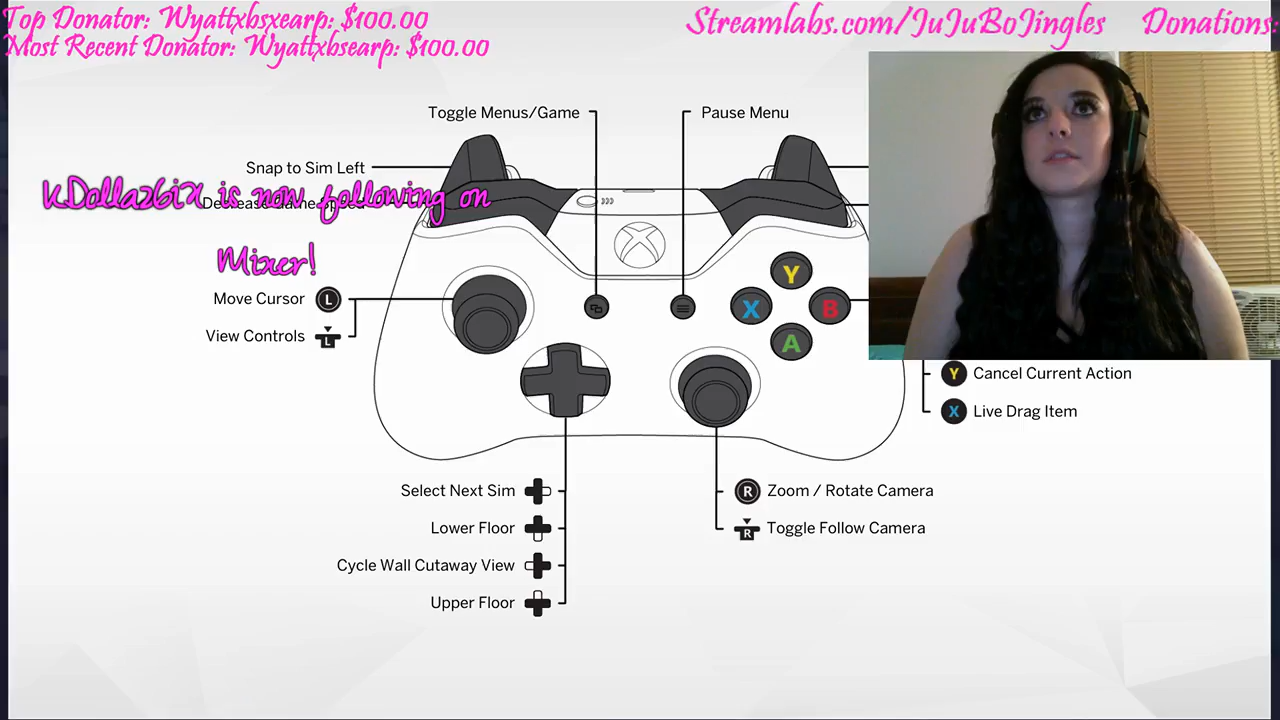 Top Donator: Wyattxbsxearp: $100.00
Most Recent Donator: Wyattxbsearp: $100.00
Streamlabs.com/JuJuBoJingles Donations:
Toggle Menus/Game
Pause Menu
Snap to Sim Left
KDolla26ix is now following on
Mixer!
Y
X
B
A
Move Cursor L
View Controls L
Y Cancel Current Action
X Live Drag Item
Select Next Sim
Lower Floor
Cycle Wall Cutaway View
Upper Floor
R Zoom / Rotate Camera
R Toggle Follow Camera